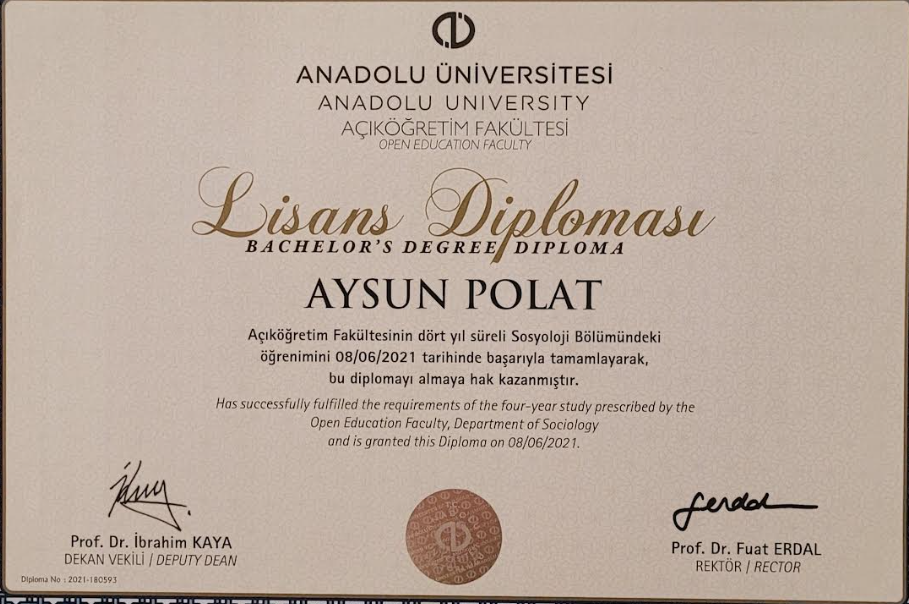 ANADOLU ÜNİVERSİTESİ
ANADOLU UNIVERSITY
AÇIKÖĞRETİM FAKÜLTESİ
OPEN EDUCATION FACULTY
Lisans Diploması
BACHELOR'S DEGREE DIPLOMA
AYSUN POLAT
Açıköğretim Fakültesinin dört yıl süreli Sosyoloji Bölümündeki
öğrenimini 08/06/2021 tarihinde başarıyla tamamlayarak,
bu diplomayı almaya hak kazanmıştır.
Has successfully fulfilled the requirements of the four-year study prescribed by the
Open Education Faculty, Department of Sociology
and is granted this Diploma on 08/06/2021.
Prof. Dr. İbrahim KAYA
DEKAN VEKİLİ / DEPUTY DEAN
Diploma No : 2021-180593
Prof. Dr. Fuat ERDAL
REKTÖR / RECTOR